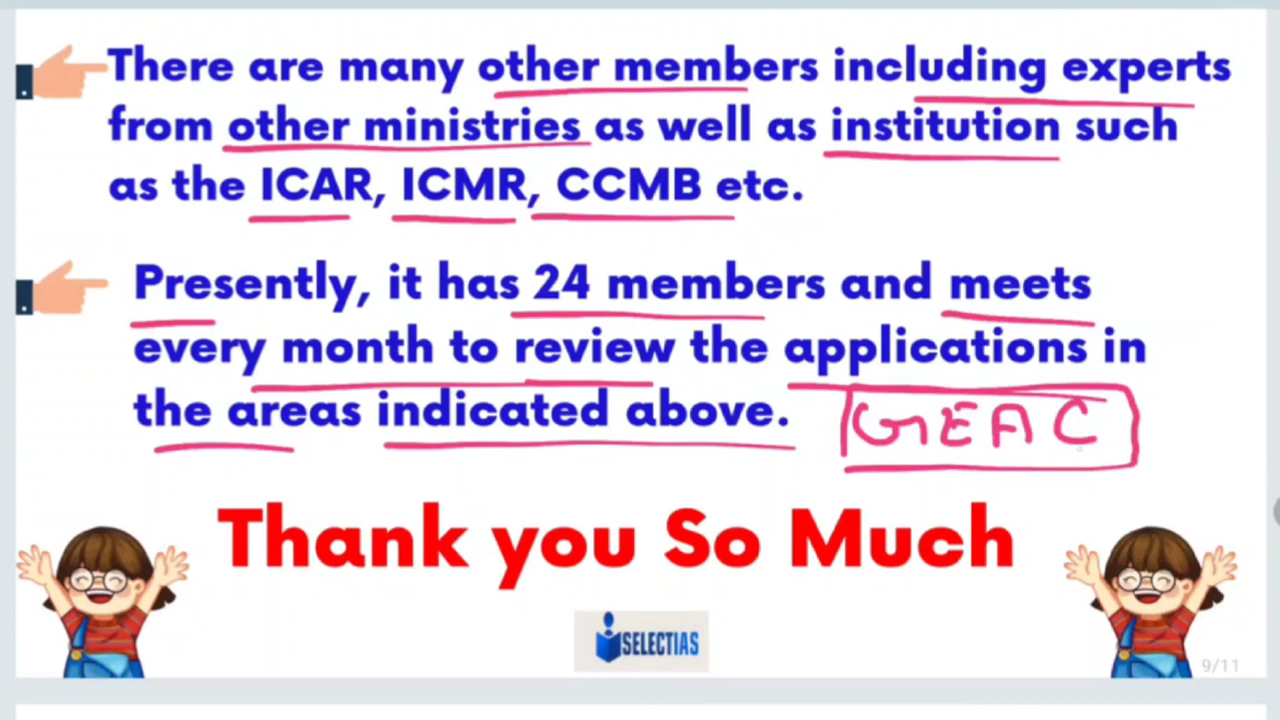 There are many other members including experts
from other ministries as well as institution such
as the ICAR, ICMR, CCMB etc.
Presently, it has 24 members and meets
every month to review the applications in
the areas indicated above.
GEAC
Thank you So Much
SELECTIAS
9/11